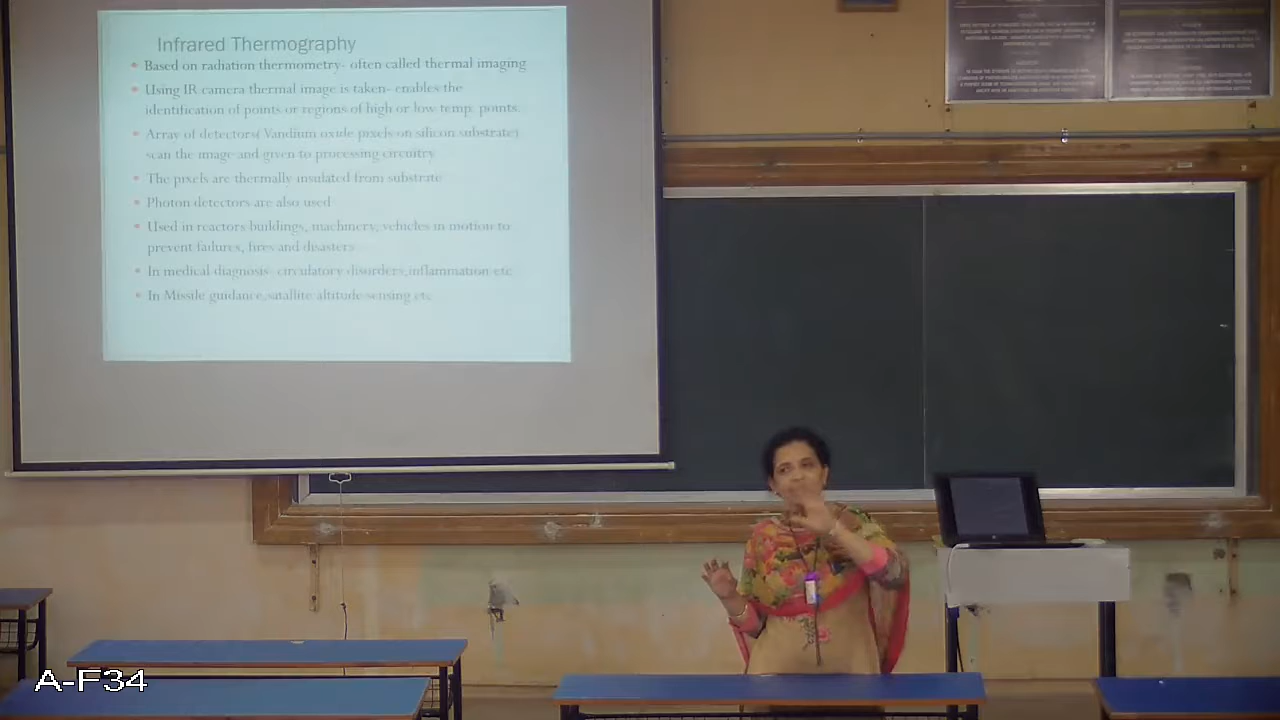 Infrared Thermography
Based on radiation thermometry- often called thermal imaging
Using IR camera thermal image is taken- enables the
identification of points or regions of high or low temp. points.
Array of detectors( Vandium oxide pixels on silicon substrate)
scan the image and given to processing circuitry
The pixels are thermally insulated from substrate
Photon detectors are also used
Used in reactors buildings, machinery, vehicles in motion to
prevent failures, fires and disasters
In medical diagnosis- circulatory disorders,inflammation etc
In Missile guidance,satallite altitude sensing etc
A-F34